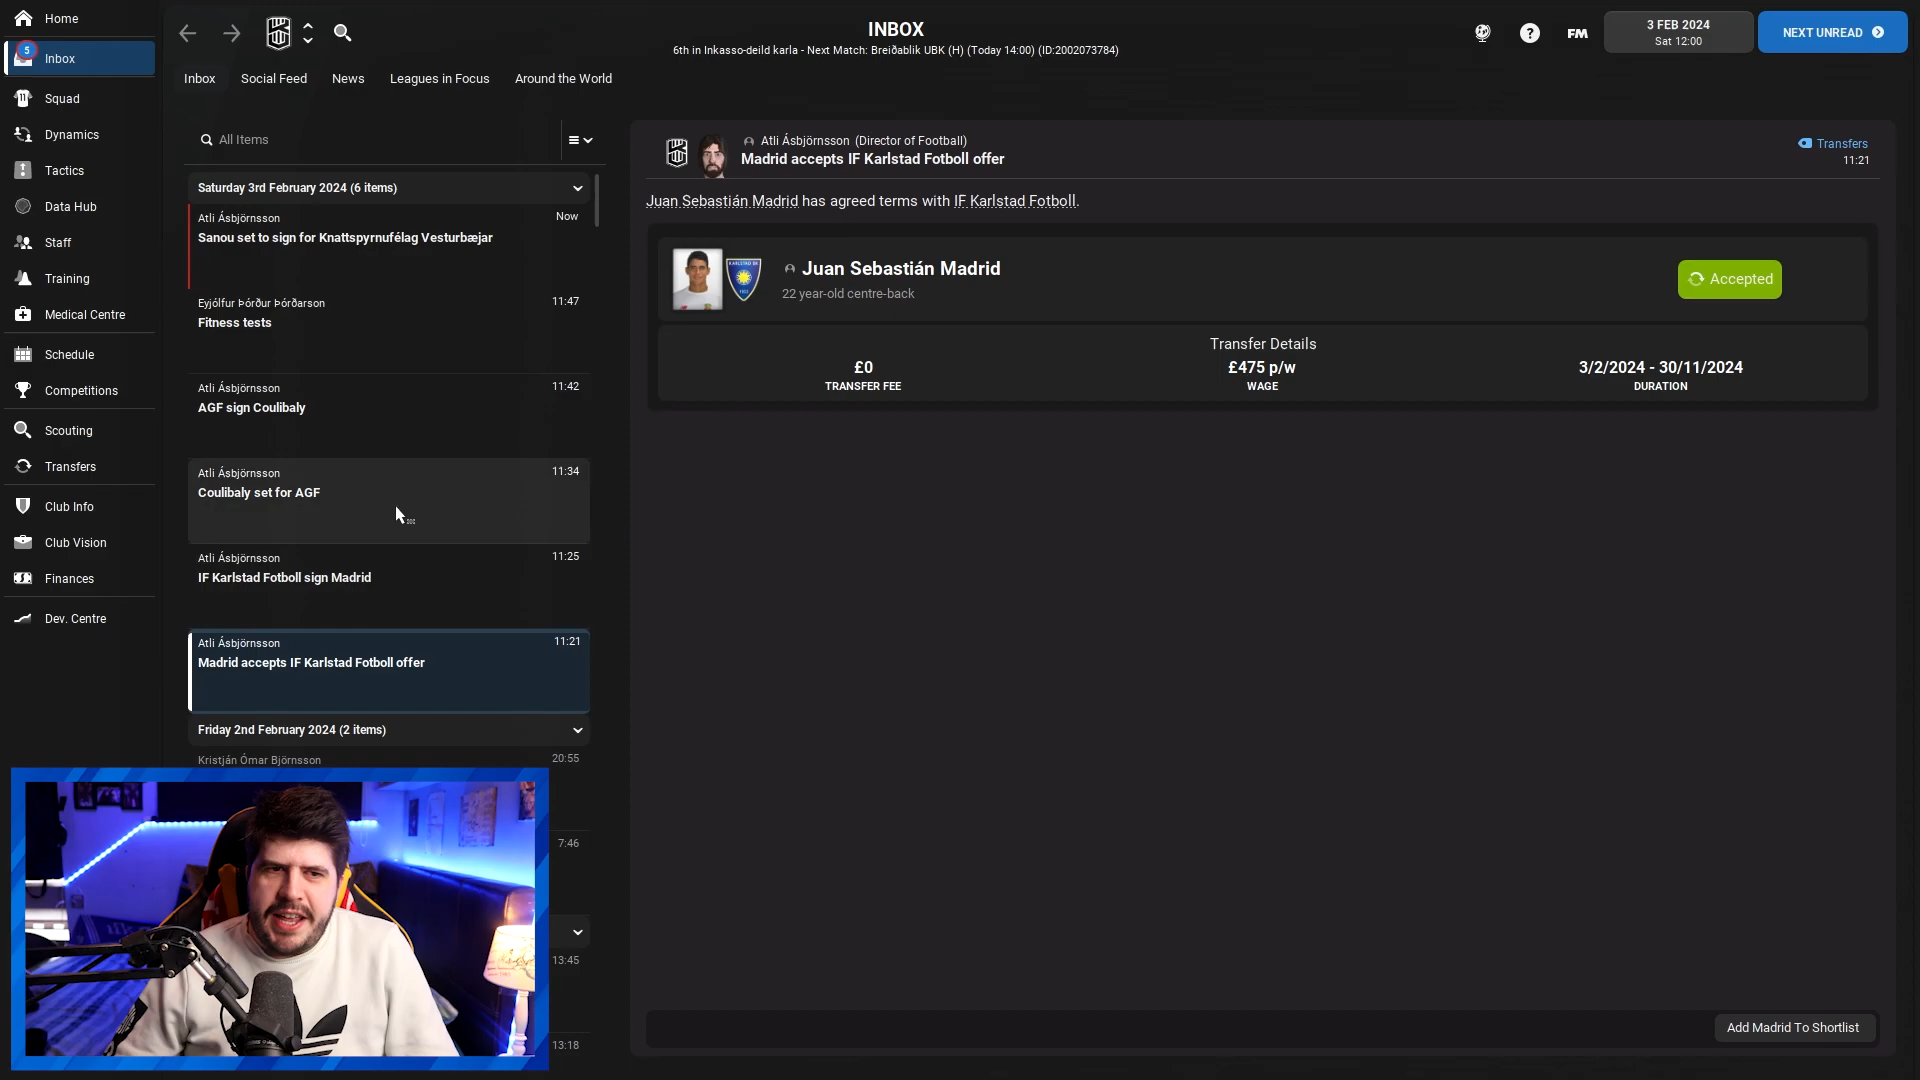 Home
5
Inbox
Squad
Dynamics
Tactics
Data Hub
Staff
Training
Medical Centre
Schedule
Competitions
Scouting
Transfers
Club Info
Club Vision
Finances
Dev. Centre
INBOX
6th in Inkasso-deild karla - Next Match: Breiðablik UBK (H) (Today 14:00) (ID:2002073784)
?
FM
3 FEB 2024
Sat 12:00
NEXT UNREAD
Inbox
Social Feed
News
Leagues in Focus
Around the World
All Items
Saturday 3rd February 2024 (6 items)
Atli Ásbjörnsson
Now
Sanou set to sign for Knattspyrnufélag Vesturbæjar
Eyjólfur Þórður Þórðarson
11:47
Fitness tests
Atli Ásbjörnsson
11:42
AGF sign Coulibaly
Atli Ásbjörnsson
11:34
Coulibaly set for AGF
Atli Ásbjörnsson
11:25
IF Karlstad Fotboll sign Madrid
Atli Ásbjörnsson
11:21
Madrid accepts IF Karlstad Fotboll offer
Friday 2nd February 2024 (2 items)
Kristján Ómar Björnsson
20:55
7:46
13:45
13:18
Atli Ásbjörnsson (Director of Football)
Madrid accepts IF Karlstad Fotboll offer
Transfers
11:21
Juan Sebastián Madrid has agreed terms with IF Karlstad Fotboll.
Juan Sebastián Madrid
22 year-old centre-back
Accepted
Transfer Details
£0
TRANSFER FEE
£475 p/w
WAGE
3/2/2024 - 30/11/2024
DURATION
Add Madrid To Shortlist